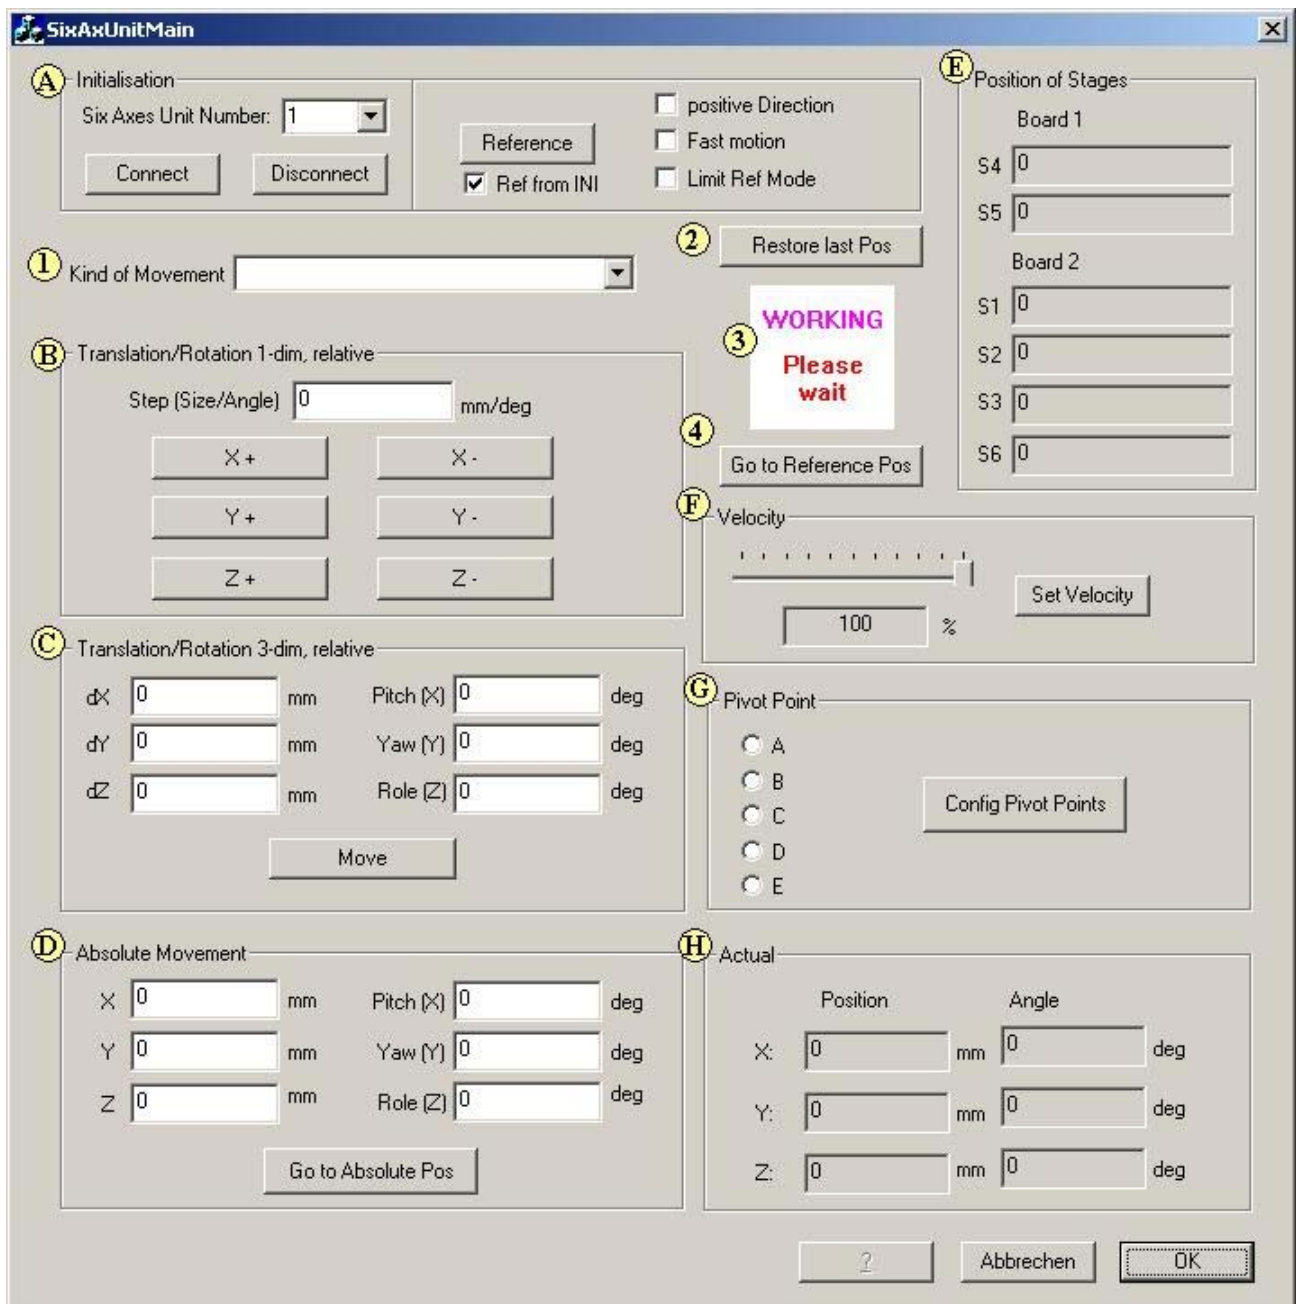 SixAxUnitMain
A Initialisation
Six Axes Unit Number: 1
Connect Disconnect
Reference
Ref from INI
positive Direction
Fast motion
Limit Ref Mode
1 Kind of Movement
2 Restore last Pos
3 WORKING
Please
wait
4 Go to Reference Pos
B Translation/Rotation 1-dim, relative
Step (Size/Angle) 0 mm/deg
X + X -
Y + Y -
Z + Z -
C Translation/Rotation 3-dim, relative
dX 0 mm Pitch (X) 0 deg
dY 0 mm Yaw (Y) 0 deg
dZ 0 mm Role (Z) 0 deg
Move
D Absolute Movement
X 0 mm Pitch (X) 0 deg
Y 0 mm Yaw (Y) 0 deg
Z 0 mm Role (Z) 0 deg
Go to Absolute Pos
E Position of Stages
Board 1
S4 0
S5 0
Board 2
S1 0
S2 0
S3 0
S6 0
F Velocity
100 %
Set Velocity
G Pivot Point
A
B
C
D
E
Config Pivot Points
H Actual
Position Angle
X: 0 mm 0 deg
Y: 0 mm 0 deg
Z: 0 mm 0 deg
? Abbrechen OK